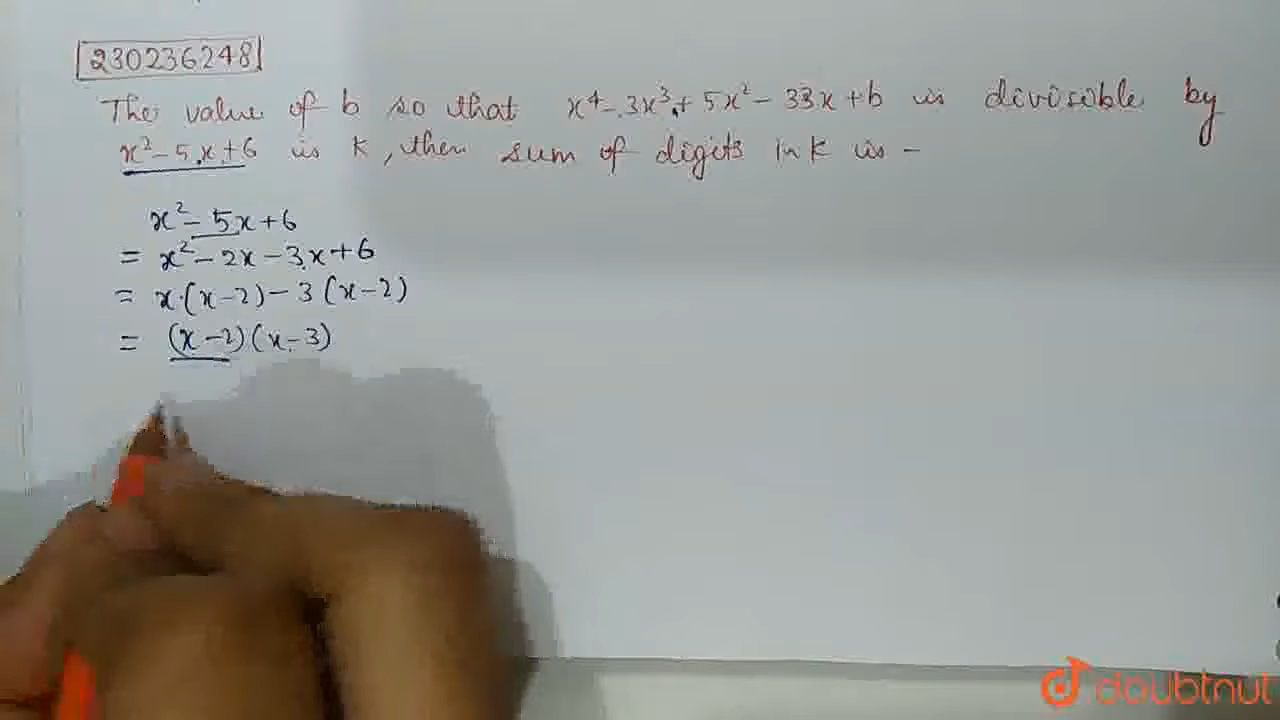 230236248
The value of b so that x⁴ - 3x³ + 5x² - 33x + b is divisible by
x² - 5x + 6 is k, then sum of digits in k is -
x² - 5x + 6
= x² - 2x - 3x + 6
= x·(x-2) - 3(x-2)
= (x-2)(x-3)
doubtnut